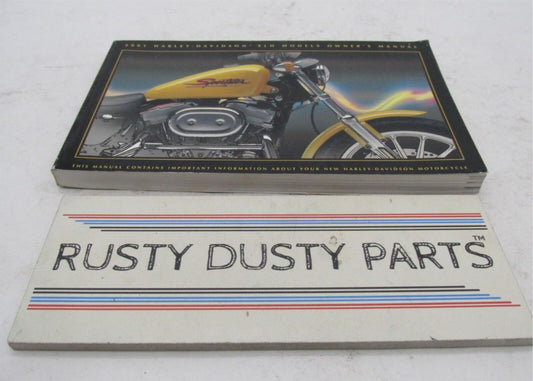 2001 HARLEY-DAVIDSON® XLH MODELS OWNER'S MANUAL
Sportster
THIS MANUAL CONTAINS IMPORTANT INFORMATION ABOUT YOUR NEW HARLEY-DAVIDSON MOTORCYCLE
RUSTY DUSTY PARTS™